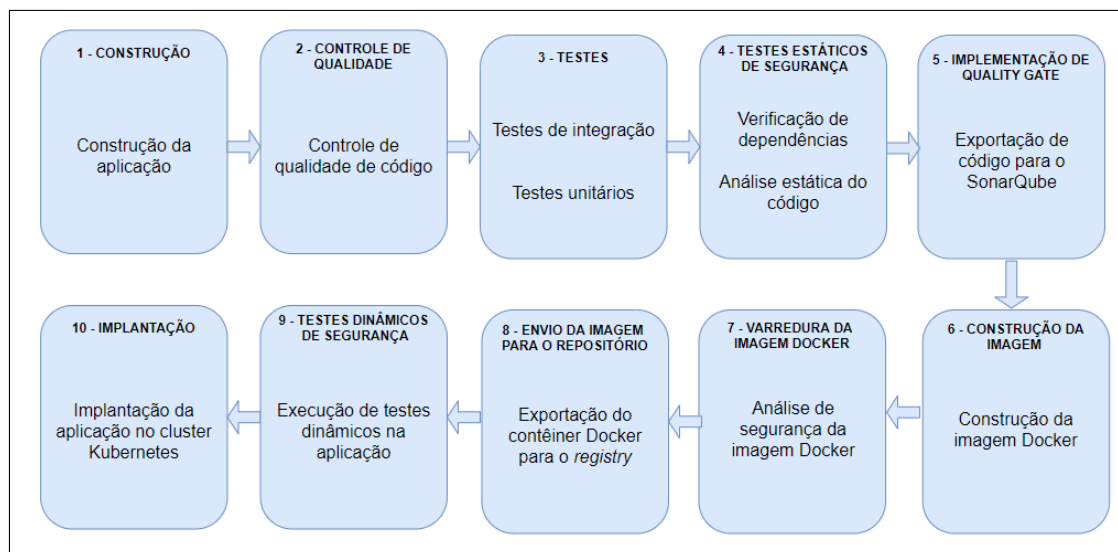 1 - CONSTRUÇÃO
Construção da
aplicação
2 - CONTROLE DE
QUALIDADE
Controle de
qualidade de código
3 - TESTES
Testes de integração
Testes unitários
4 - TESTES ESTÁTICOS
DE SEGURANÇA
Verificação de
dependências
Análise estática do
código
5 - IMPLEMENTAÇÃO DE
QUALITY GATE
Exportação de
código para o
SonarQube
6 - CONSTRUÇÃO DA
IMAGEM
Construção da
imagem Docker
7 - VARREDURA DA
IMAGEM DOCKER
Análise de
segurança da
imagem Docker
8 - ENVIO DA IMAGEM
PARA O REPOSITÓRIO
Exportação do
contêiner Docker
para o registry
9 - TESTES DINÂMICOS
DE SEGURANÇA
Execução de testes
dinâmicos na
aplicação
10 - IMPLANTAÇÃO
Implantação da
aplicação no cluster
Kubernetes